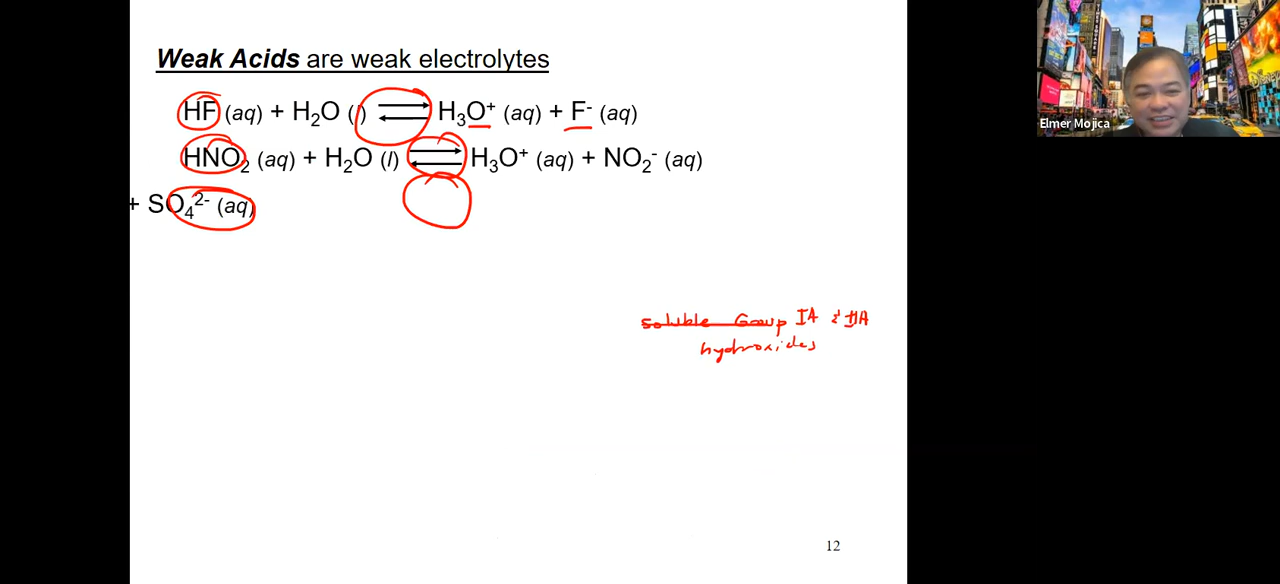 Weak Acids are weak electrolytes
HF (aq) + H₂O (l) ⇌ H₃O⁺ (aq) + F⁻ (aq)
HNO₂ (aq) + H₂O (l) ⇌ H₃O⁺ (aq) + NO₂⁻ (aq)
+ SO₄²⁻ (aq)
soluble Group IA & IIA
hydroxides
12
Elmer Mojica